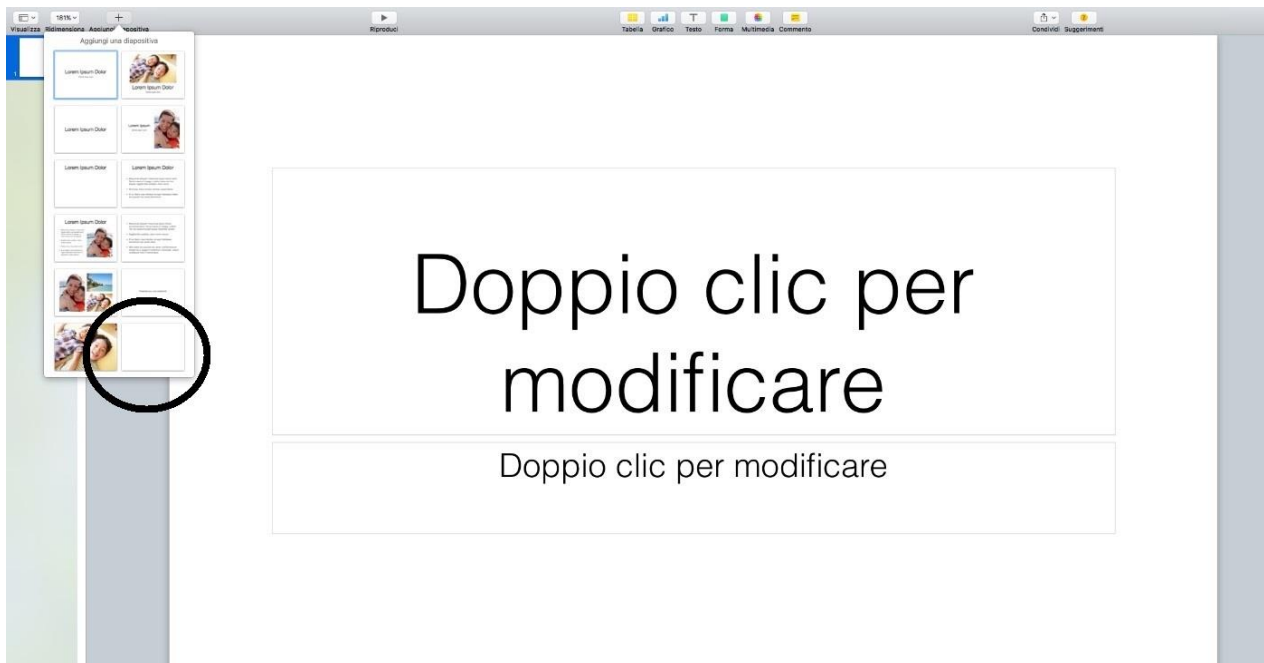 181%
Visualizza Ridimensiona Aggiungi diapositiva
Riproduci
Tabella Grafico Testo Forma Multimedia Commento
Condividi Suggerimenti
Aggiungi una diapositiva
1
Lorem Ipsum Dolor
Lorem Ipsum Dolor
Lorem Ipsum Dolor
Lorem Ipsum
Lorem Ipsum Dolor
Lorem Ipsum Dolor
Lorem Ipsum Dolor
Doppio clic per
modificare
Doppio clic per modificare